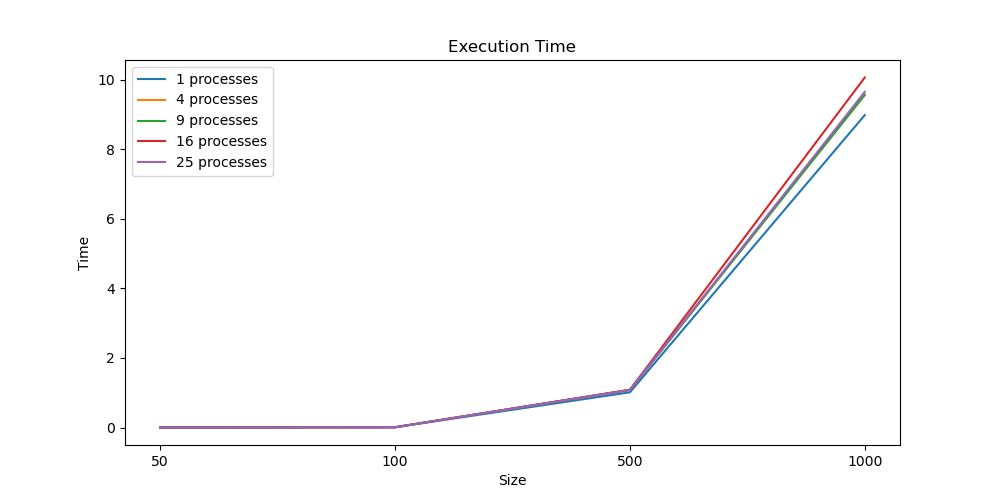 Execution Time
1 processes
4 processes
9 processes
16 processes
25 processes
10
8
6
4
2
0
Time
50 100 500 1000
Size